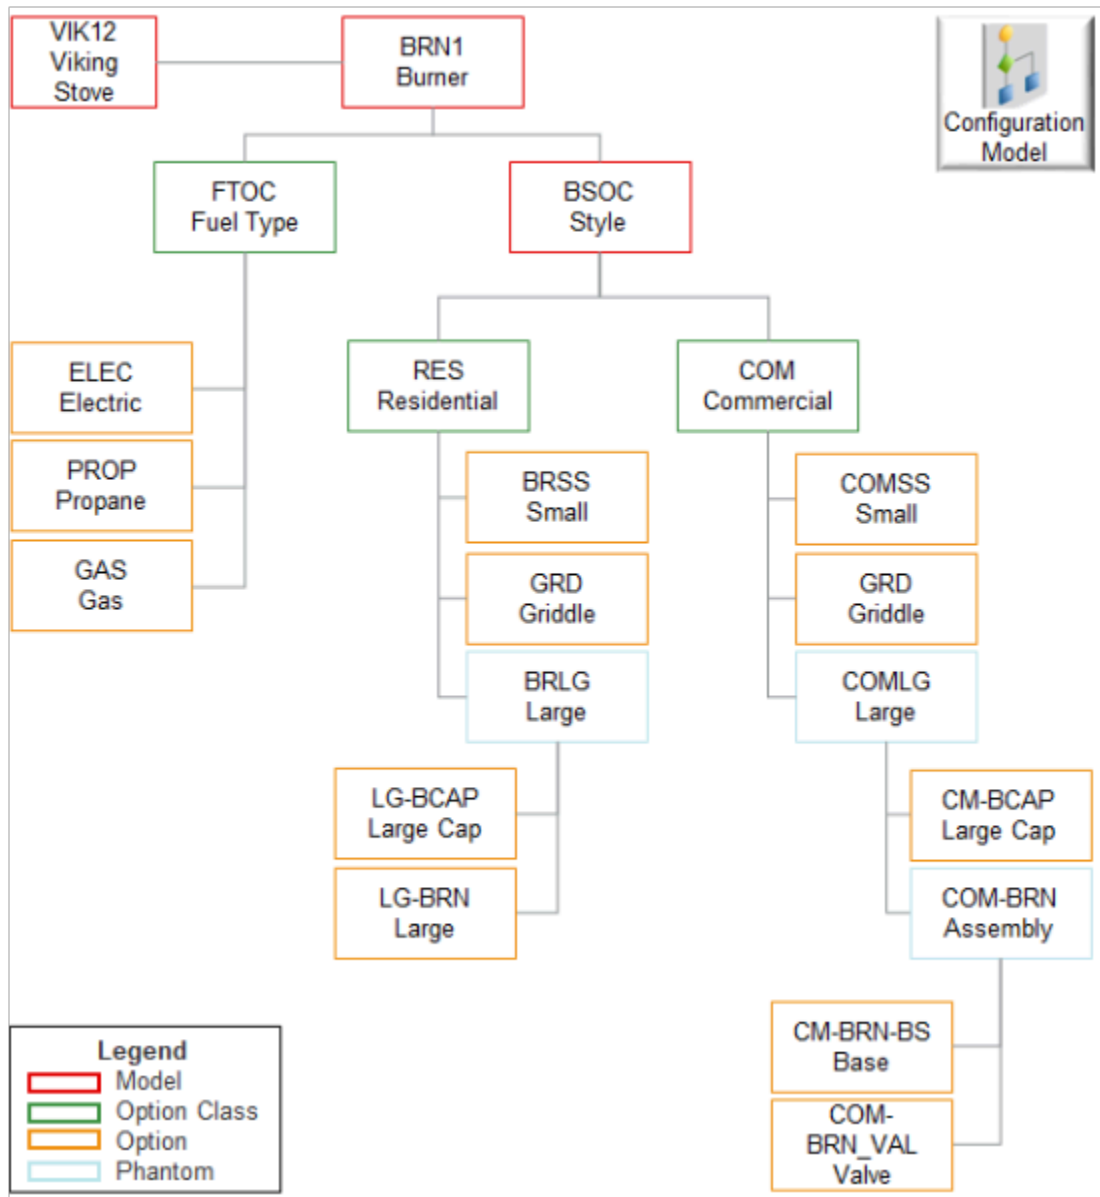 VIK12
Viking
Stove
BRN1
Burner
Configuration
Model
FTOC
Fuel Type
BSOC
Style
ELEC
Electric
PROP
Propane
GAS
Gas
RES
Residential
COM
Commercial
BRSS
Small
GRD
Griddle
BRLG
Large
COMSS
Small
GRD
Griddle
COMLG
Large
LG-BCAP
Large Cap
LG-BRN
Large
CM-BCAP
Large Cap
COM-BRN
Assembly
CM-BRN-BS
Base
COM-
BRN_VAL
Valve
Legend
Model
Option Class
Option
Phantom